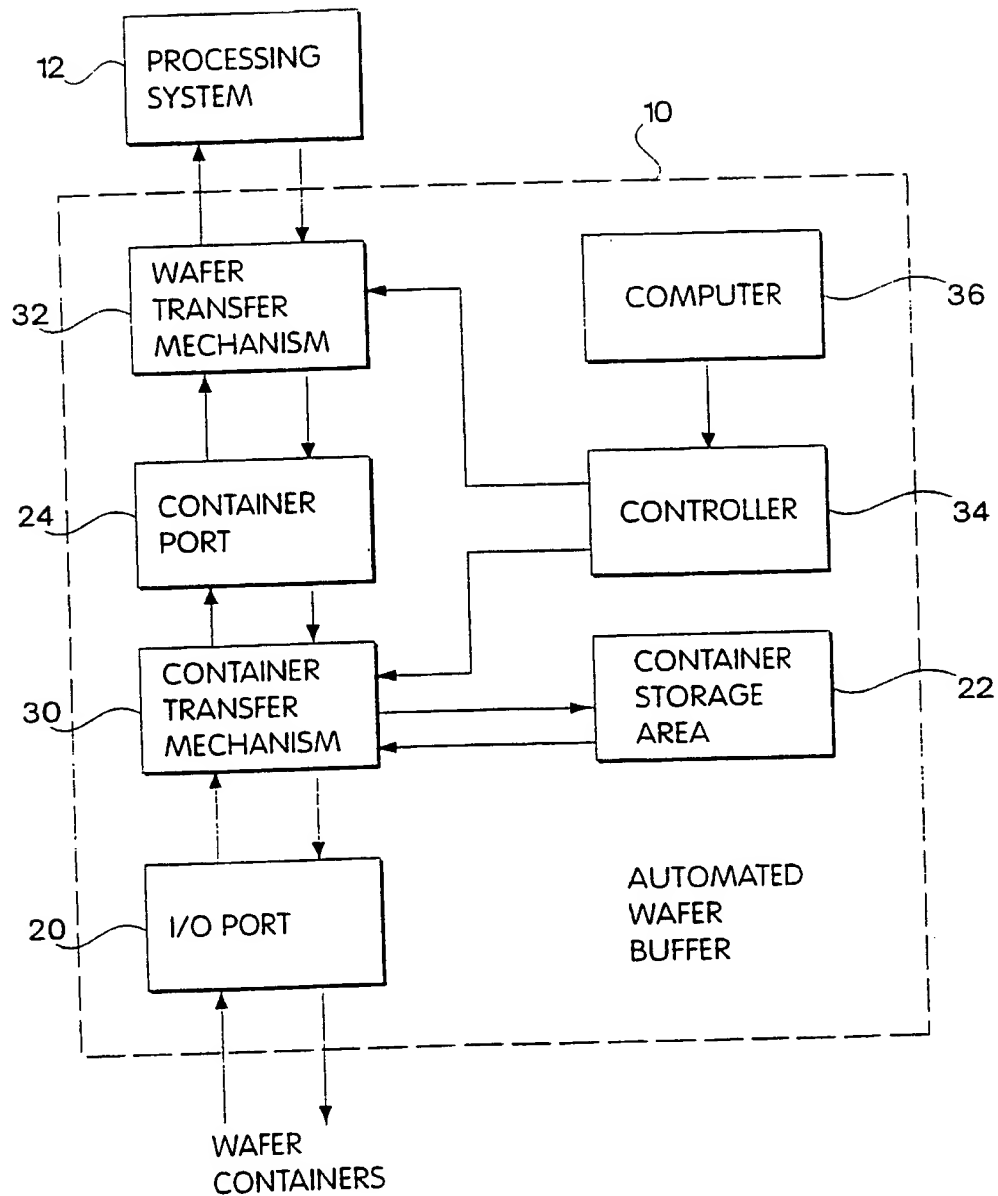 12
PROCESSING
SYSTEM
10
32
WAFER
TRANSFER
MECHANISM
COMPUTER
36
24
CONTAINER
PORT
CONTROLLER
34
30
CONTAINER
TRANSFER
MECHANISM
CONTAINER
STORAGE
AREA
22
20
I/O PORT
AUTOMATED
WAFER
BUFFER
WAFER
CONTAINERS